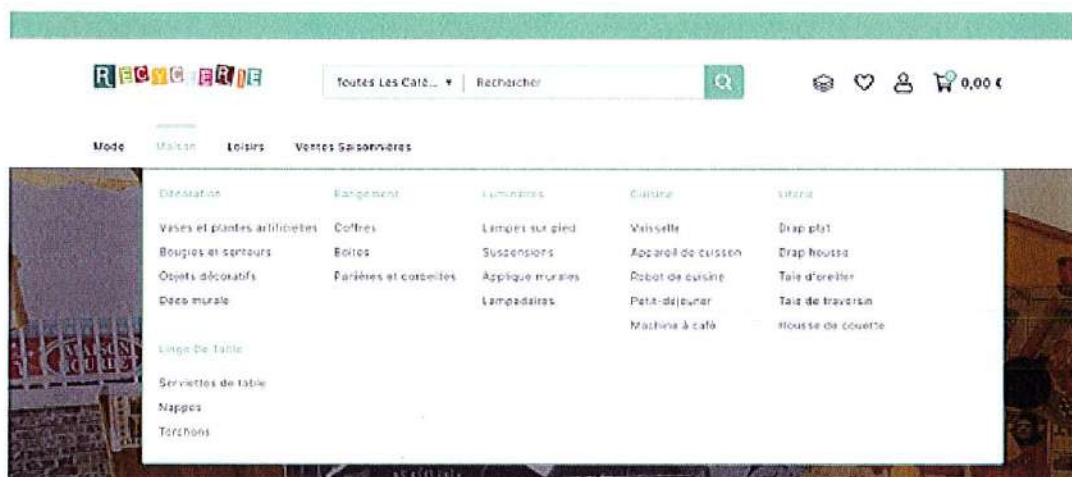 RECYCLERIE
Toutes Les Caté... ▾ Rechercher
0
0,00 €
Mode Maison Loisirs Ventes Saisonnières
Décoration
Vases et plantes artificielles
Bougies et senteurs
Objets décoratifs
Déco murale
Rangement
Coffres
Boites
Panières et corbeilles
Luminaires
Lampes sur pied
Suspensions
Applique murales
Lampadaires
Cuisine
Vaisselle
Appareil de cuisson
Robot de cuisine
Petit-déjeuner
Machine à café
Literie
Drap plat
Drap housse
Taie d'oreiller
Taie de traversin
Housse de couette
Linge De Table
Serviettes de table
Nappes
Torchons
MAISON